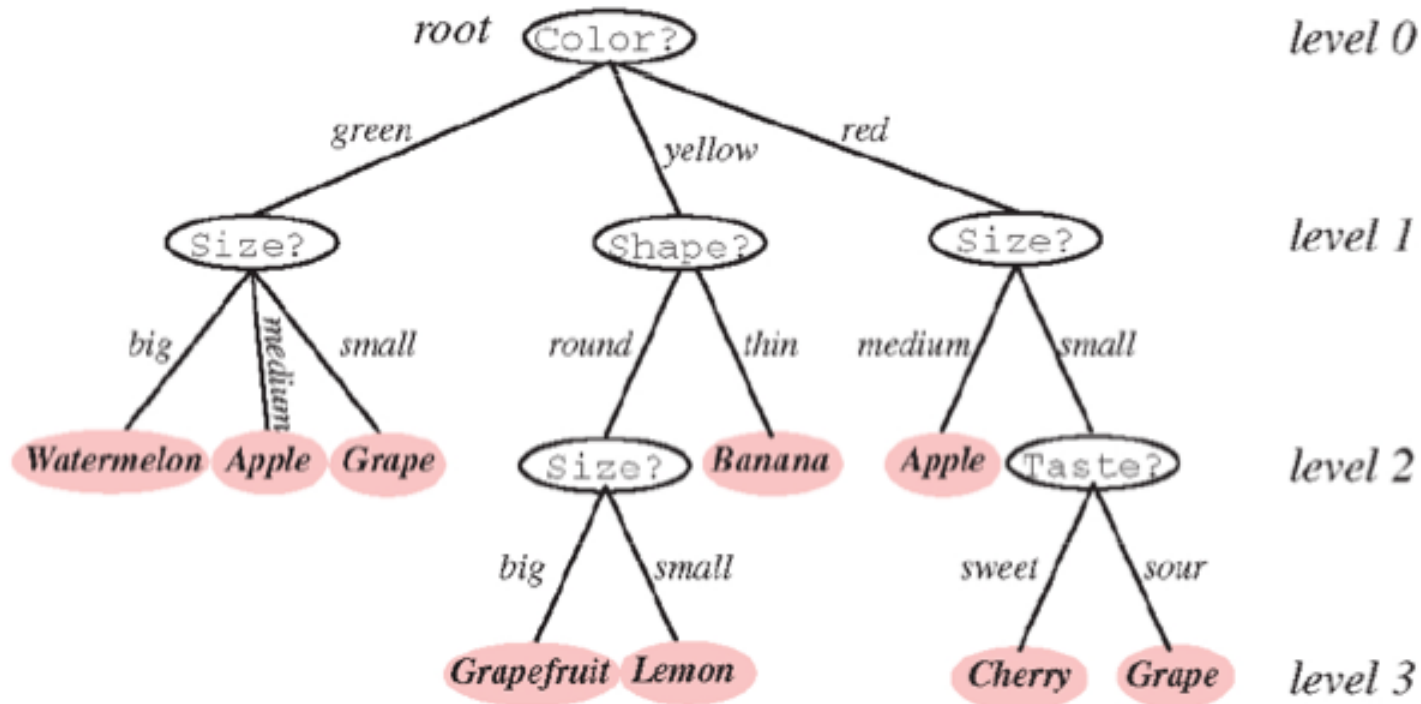 root Color? level 0
green yellow red
Size? Shape? Size? level 1
big medium small round thin medium small
Watermelon Apple Grape Size? Banana Apple Taste? level 2
big small sweet sour
Grapefruit Lemon Cherry Grape level 3